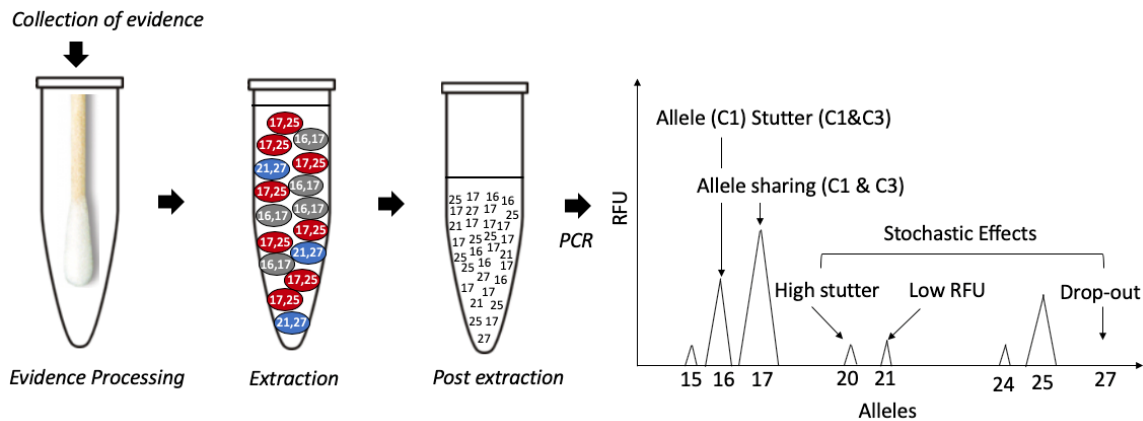 Collection of evidence
Evidence Processing
17,25
17,25 16,17
21,27 17,25
17,25 16,17
16,17 16,17
17,25
17,25 21,27
16,17
17,25
17,25
21,27
Extraction
25 17 16 16
17 27 17 25
21 17 17 17
17 25 25 17
16 17 21
25 16 17
25 27 16
17 17
21 25
25 17
27
Post extraction
PCR
RFU
Allele (C1) Stutter (C1&C3)
Allele sharing (C1 & C3)
Stochastic Effects
High stutter Low RFU Drop-out
15 16 17 20 21 24 25 27
Alleles